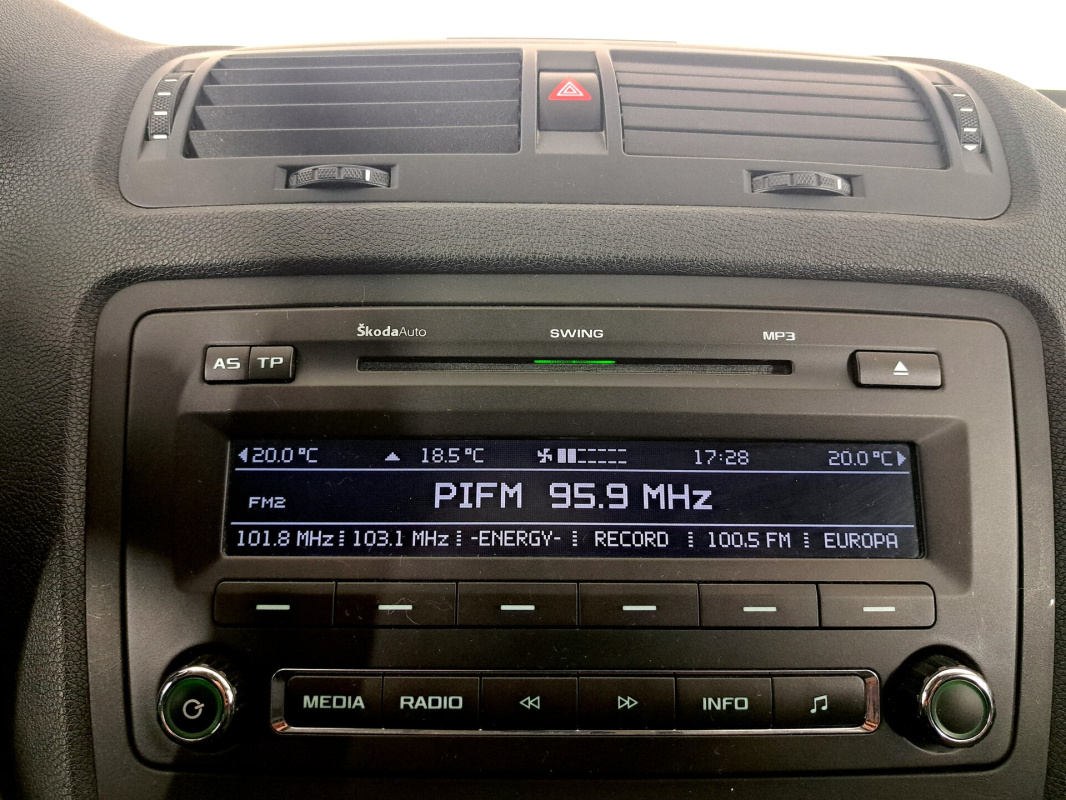 ŠkodaAuto SWING MP3
AS TP
20.0 °C 18.5 °C 17:28 20.0 °C
FM2 PIFM 95.9 MHz
101.8 MHz 103.1 MHz -ENERGY- RECORD 100.5 FM EUROPA
MEDIA RADIO INFO